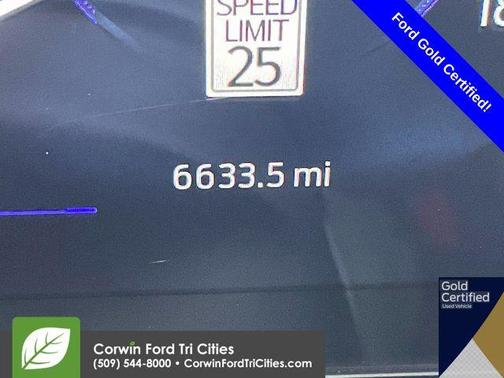 SPEED
LIMIT
25
18
Ford Gold Certified!
6633.5 mi
Gold
Certified
Used Vehicle
Corwin Ford Tri Cities
(509) 544-8000 • CorwinFordTriCities.com